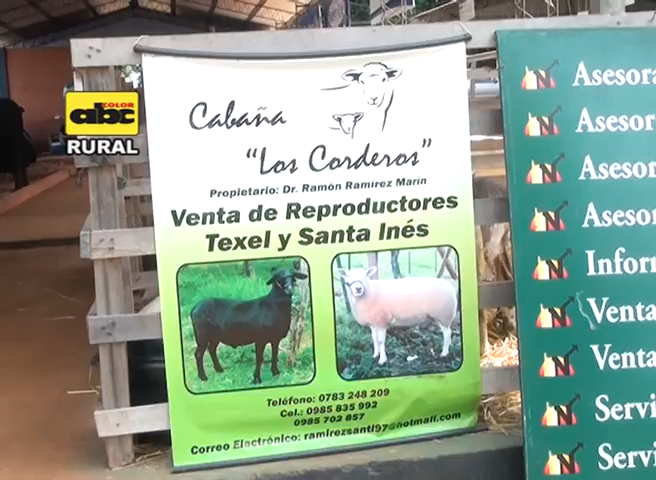 abc
COLOR
RURAL
Cabaña
"Los Corderos"
Propietario: Dr. Ramón Ramírez Marín
Venta de Reproductores
Texel y Santa Inés
Teléfono: 0783 248 209
Cel.: 0985 835 992
0985 702 857
Correo Electrónico: ramirezsanti97@hotmail.com
N Asesora
N Asesor
N Asesor
N Asesor
N Inform
N Venta
N Venta
N Servi
N Servi